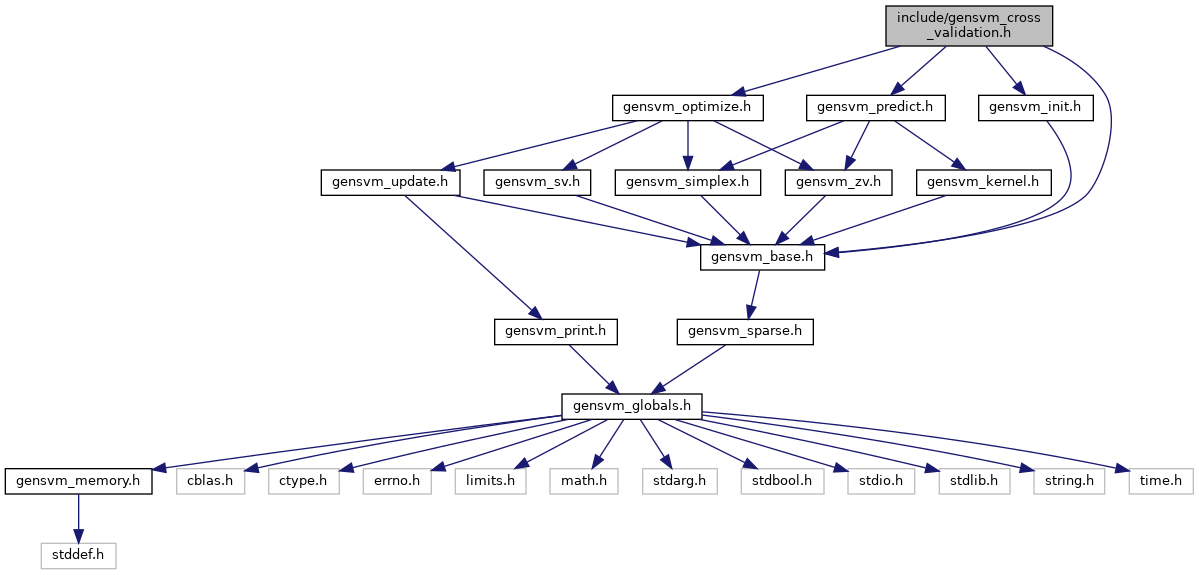 include/gensvm_cross
_validation.h
gensvm_optimize.h
gensvm_predict.h
gensvm_init.h
gensvm_update.h
gensvm_sv.h
gensvm_simplex.h
gensvm_zv.h
gensvm_kernel.h
gensvm_base.h
gensvm_print.h
gensvm_sparse.h
gensvm_globals.h
gensvm_memory.h
cblas.h
ctype.h
errno.h
limits.h
math.h
stdarg.h
stdbool.h
stdio.h
stdlib.h
string.h
time.h
stddef.h